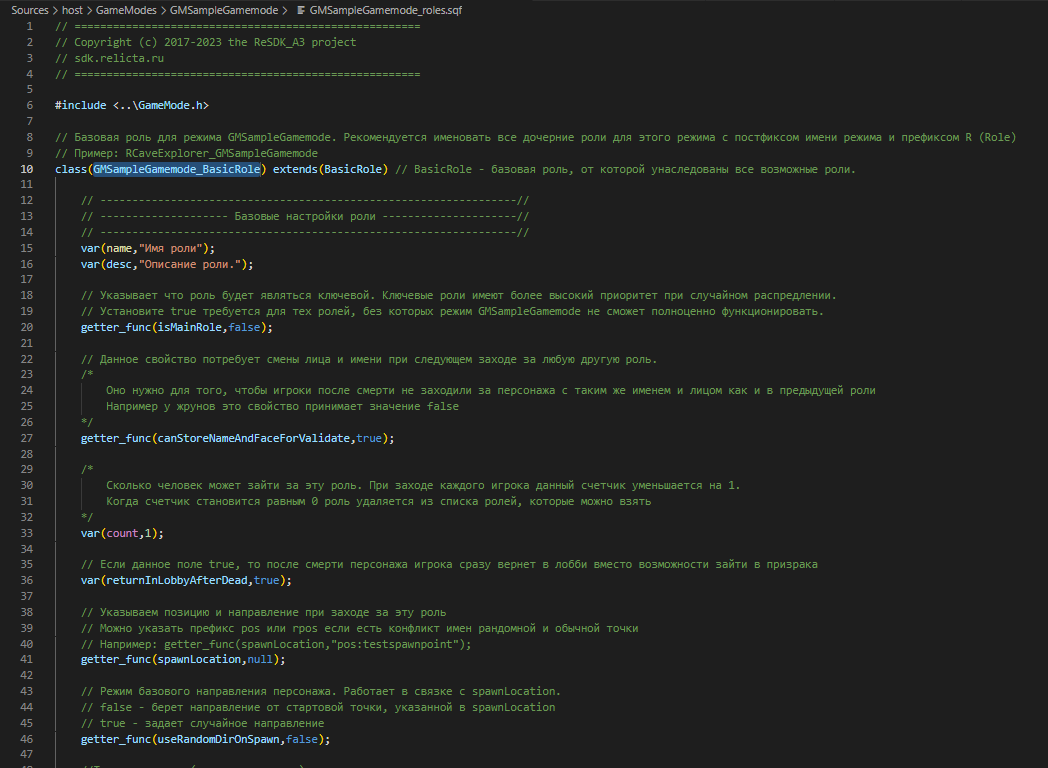 Sources > host > GameModes > GMSampleGamemode > GMSampleGamemode_roles.sqf
1 // ======================================================
2 // Copyright (c) 2017-2023 the ReSDK_A3 project
3 // sdk.relicta.ru
4 // ======================================================
5
6 #include <..\GameMode.h>
7
8 // Базовая роль для режима GMSampleGamemode. Рекомендуется именовать все дочерние роли для этого режима с постфиксом имени режима и префиксом R (Role)
9 // Пример: RCaveExplorer_GMSampleGamemode
10 class(GMSampleGamemode_BasicRole) extends(BasicRole) // BasicRole - базовая роль, от которой унаследованы все возможные роли.
11
12 // -----------------------------------------------------------------//
13 // -------------------- Базовые настройки роли ---------------------//
14 // -----------------------------------------------------------------//
15 var(name,"Имя роли");
16 var(desc,"Описание роли.");
17
18 // Указывает что роль будет являться ключевой. Ключевые роли имеют более высокий приоритет при случайном распредлении.
19 // Установите true требуется для тех ролей, без которых режим GMSampleGamemode не сможет полноценно функционировать.
20 getter_func(isMainRole,false);
21
22 // Данное свойство потребует смены лица и имени при следующем заходе за любую другую роль.
23 /*
24 Оно нужно для того, чтобы игроки после смерти не заходили за персонажа с таким же именем и лицом как и в предыдущей роли
25 Например у жрунов это свойство принимает значение false
26 */
27 getter_func(canStoreNameAndFaceForValidate,true);
28
29 /*
30 Сколько человек может зайти за эту роль. При заходе каждого игрока данный счетчик уменьшается на 1.
31 Когда счетчик становится равным 0 роль удаляется из списка ролей, которые можно взять
32 */
33 var(count,1);
34
35 // Если данное поле true, то после смерти персонажа игрока сразу вернет в лобби вместо возможности зайти в призрака
36 var(returnInLobbyAfterDead,true);
37
38 // Указываем позицию и направление при заходе за эту роль
39 // Можно указать префикс pos или rpos если есть конфликт имен рандомной и обычной точки
40 // Например: getter_func(spawnLocation,"pos:testspawnpoint");
41 getter_func(spawnLocation,null);
42
43 // Режим базового направления персонажа. Работает в связке с spawnLocation.
44 // false - берет направление от стартовой точки, указанной в spawnLocation
45 // true - задает случайное направление
46 getter_func(useRandomDirOnSpawn,false);
47